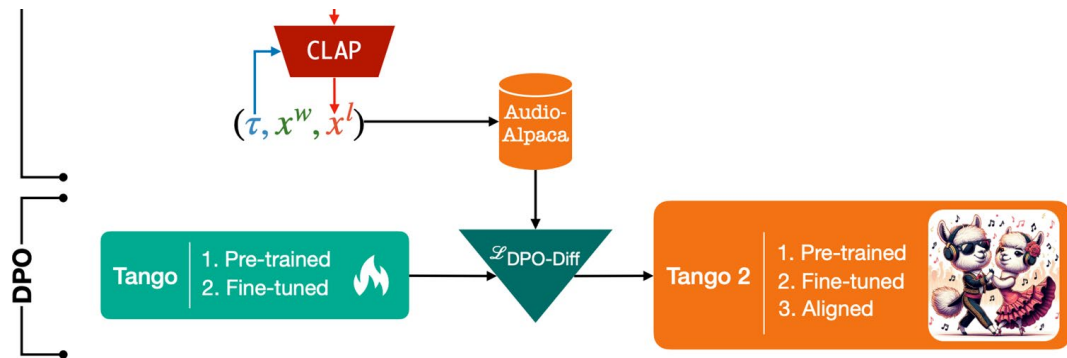 CLAP
(τ, x^w, x^l)
Audio-
Alpaca
DPO
Tango
1. Pre-trained
2. Fine-tuned
ℒDPO-Diff
Tango 2
1. Pre-trained
2. Fine-tuned
3. Aligned